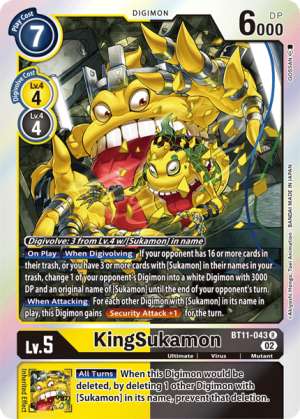 DIGIMON
Play Cost
7
6000
DP
Digivolve Cost
Lv.4
4
Lv.4
4
GOSSAN ©
©Akiyoshi Hongo, Toei Animation・BANDAI MADE IN JAPAN
Digivolve: 3 from Lv.4 w/[Sukamon] in name
On Play When Digivolving If your opponent has 16 or more cards in
their trash, or you have 3 or more cards with [Sukamon] in their names in your
trash, change 1 of your opponent's Digimon into a white Digimon with 3000
DP and an original name of [Sukamon] until the end of your opponent's turn.
When Attacking For each other Digimon with [Sukamon] in its name in
play, this Digimon gains Security Attack +1 for the turn.
Lv.5
KingSukamon
BT11-043 R
02
Ultimate
Virus
Mutant
Inherited Effect
All Turns When this Digimon would be
deleted, by deleting 1 other Digimon with
[Sukamon] in its name, prevent that deletion.